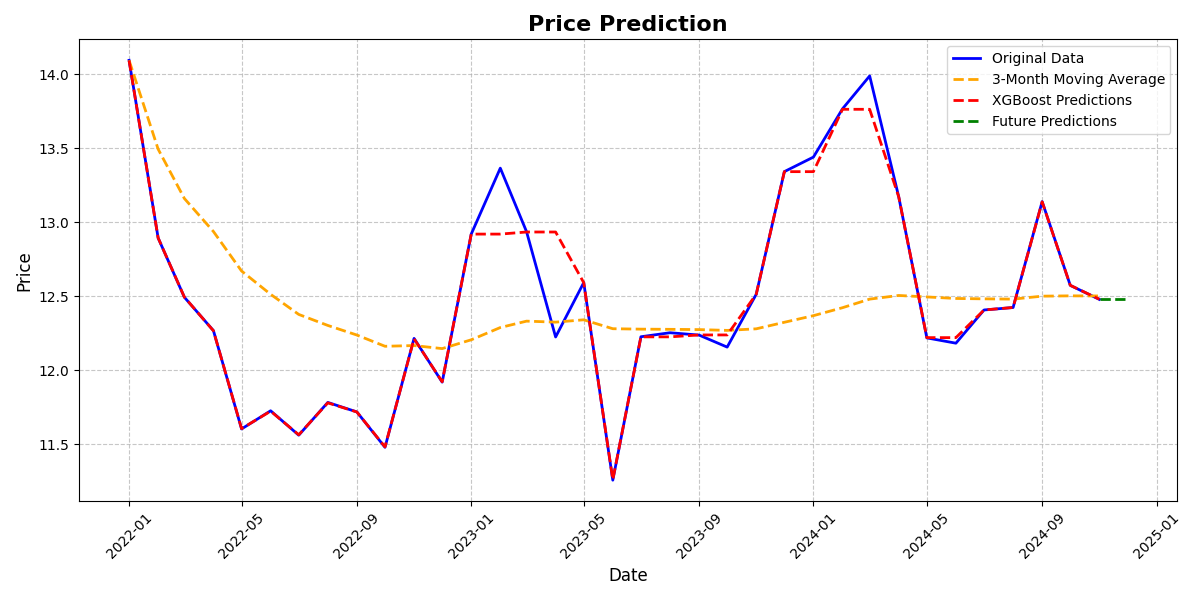 Price Prediction
Original Data
3-Month Moving Average
XGBoost Predictions
Future Predictions
14.0
13.5
13.0
12.5
12.0
11.5
Price
2022-01
2022-05
2022-09
2023-01
2023-05
2023-09
2024-01
2024-05
2024-09
2025-01
Date